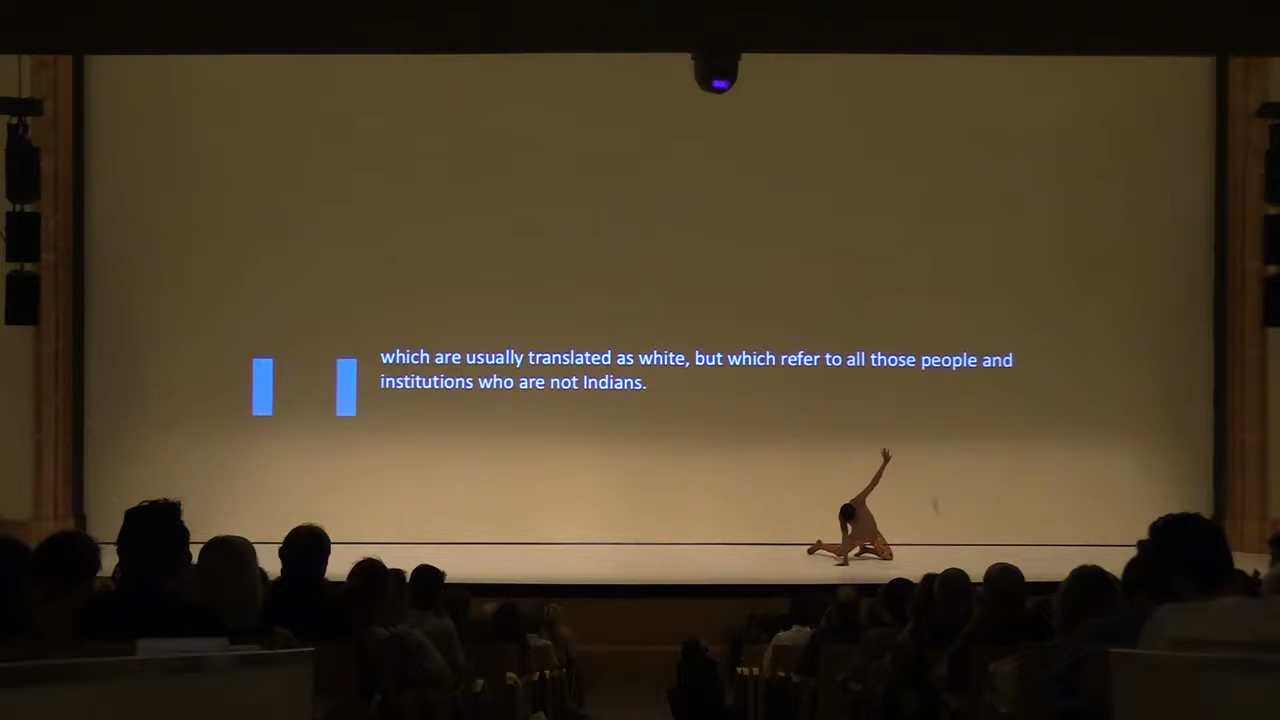 which are usually translated as white, but which refer to all those people and
institutions who are not Indians.